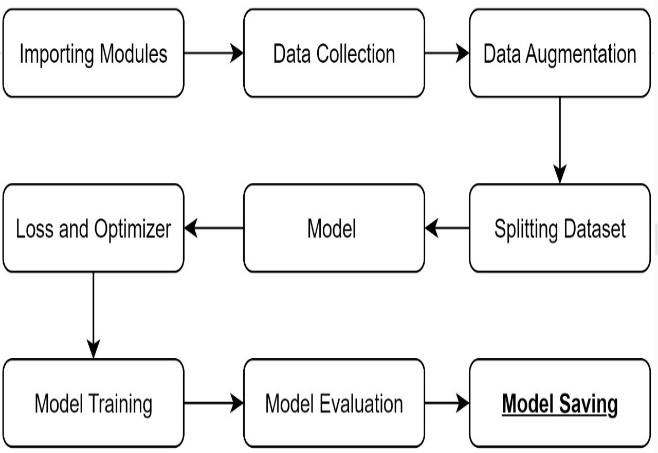 Importing Modules
Data Collection
Data Augmentation
Splitting Dataset
Model
Loss and Optimizer
Model Training
Model Evaluation
Model Saving